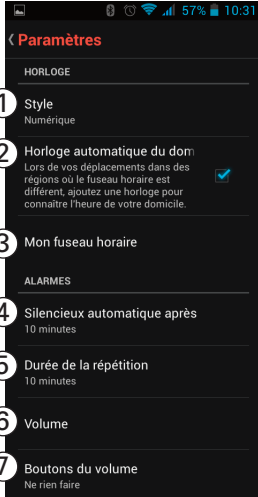 57% 10:31
Paramètres
HORLOGE
1 Style
Numérique
2 Horloge automatique du dom
Lors de vos déplacements dans des
régions où le fuseau horaire est
différent, ajoutez une horloge pour
connaître l'heure de votre domicile.
3 Mon fuseau horaire
ALARMES
4 Silencieux automatique après
10 minutes
5 Durée de la répétition
10 minutes
6 Volume
7 Boutons du volume
Ne rien faire